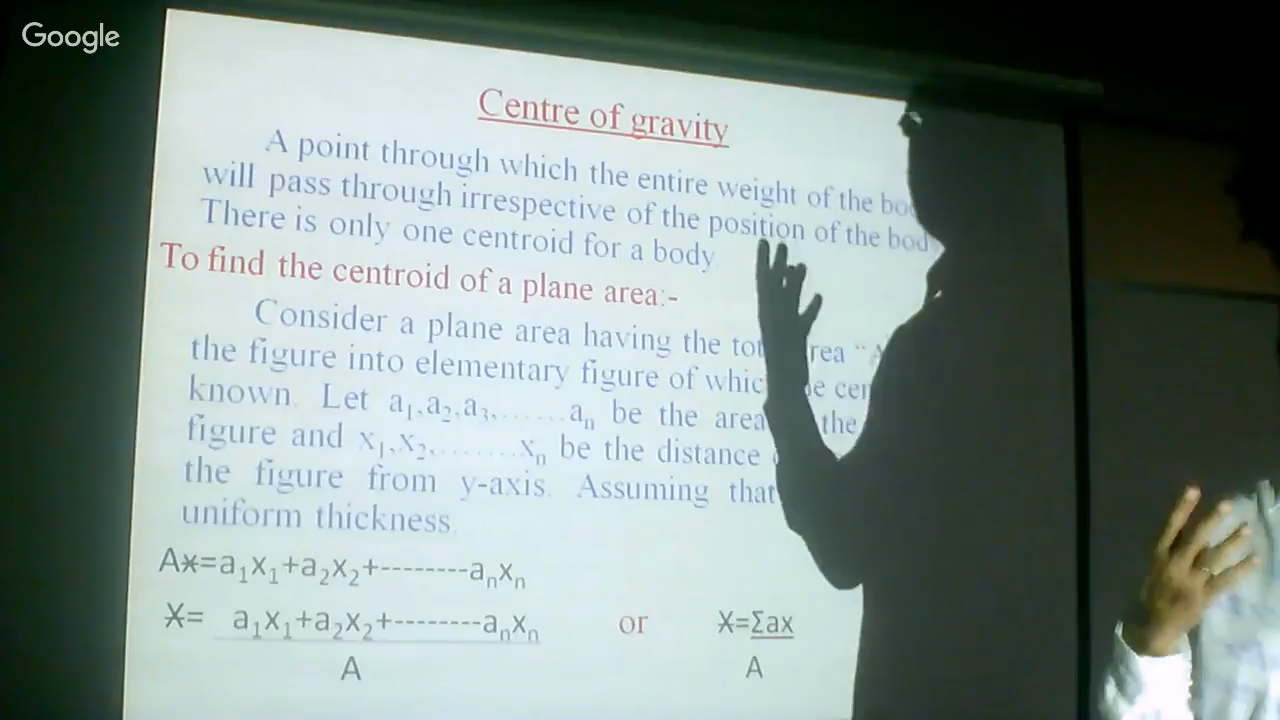 Google
Centre of gravity
A point through which the entire weight of the
will pass through irrespective of the position of the
There is only one centroid for a body.
To find the centroid of a plane area:-
Consider a plane area having the
the figure into elementary figure of
known. Let a₁,a₂,a₃,.......aₙ be the area the
figure and x₁,x₂,........xₙ be the distance
the figure from y-axis. Assuming that
uniform thickness.
Aӿ=a₁x₁+a₂x₂+--------aₙxₙ
Ӿ= a₁x₁+a₂x₂+--------aₙxₙ or Ӿ=Σax
A A